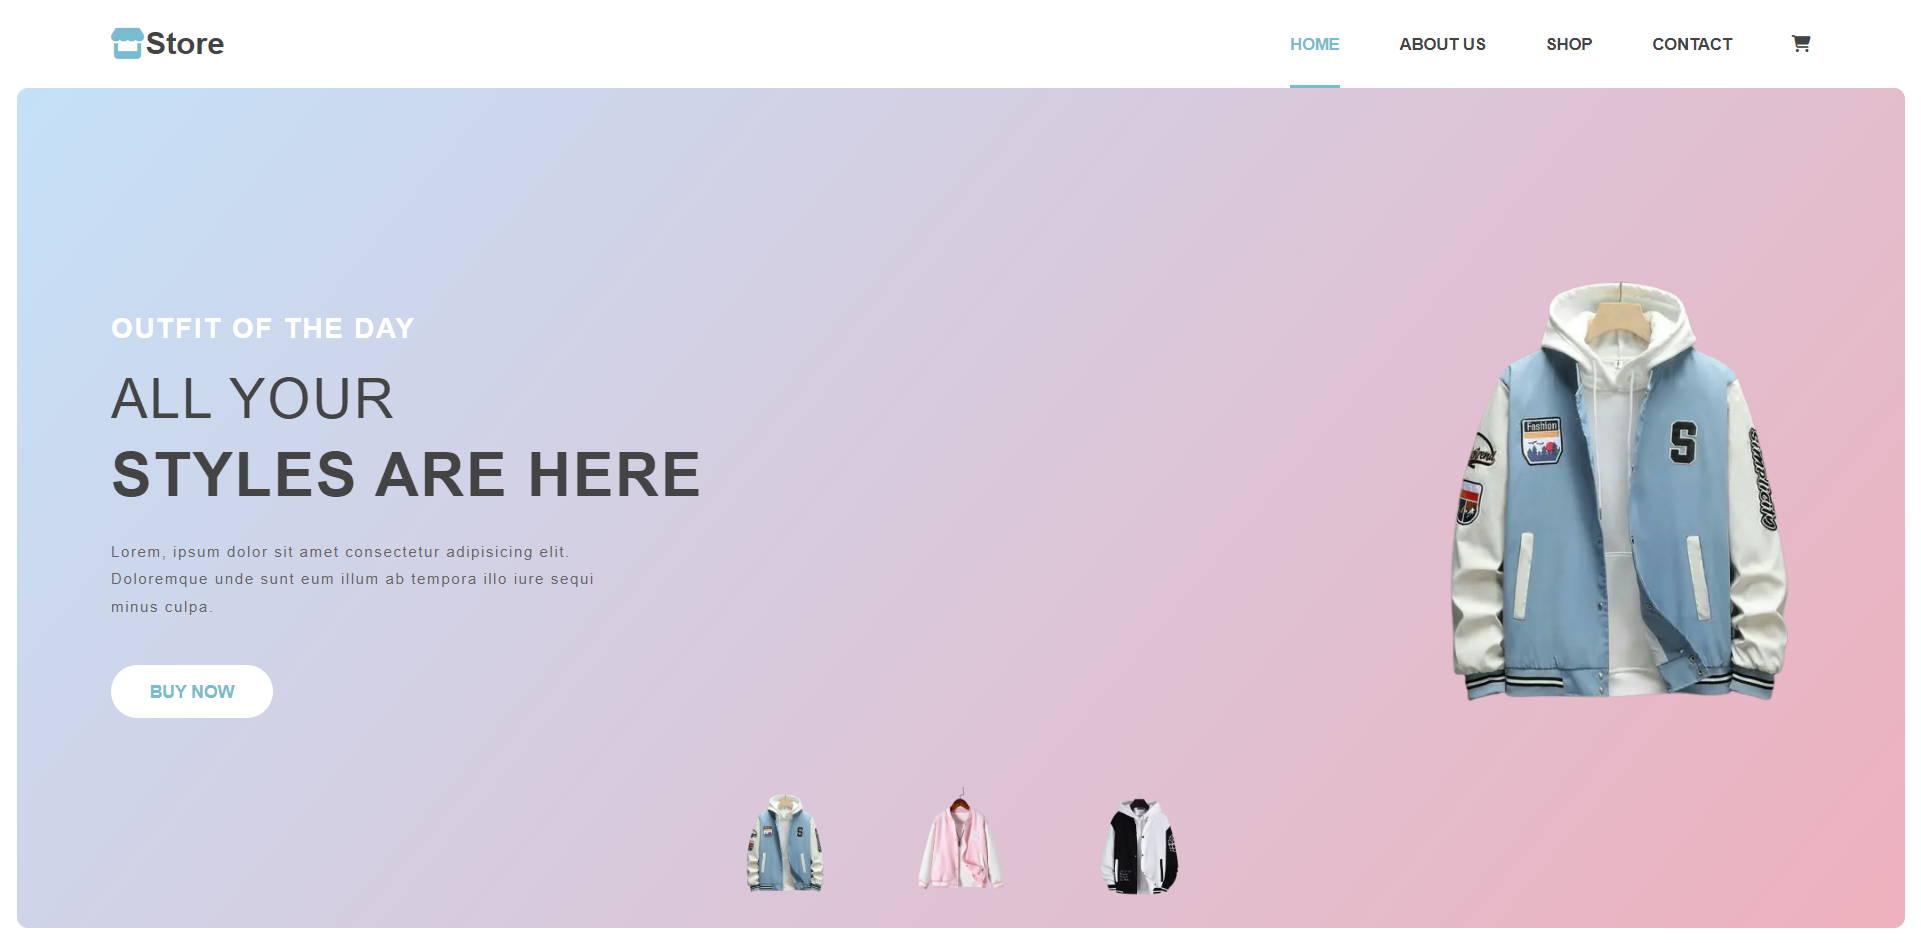 Store
HOME ABOUT US SHOP CONTACT
OUTFIT OF THE DAY
ALL YOUR
STYLES ARE HERE
Lorem, ipsum dolor sit amet consectetur adipisicing elit.
Doloremque unde sunt eum illum ab tempora illo iure sequi
minus culpa.
BUY NOW
Fashion
S